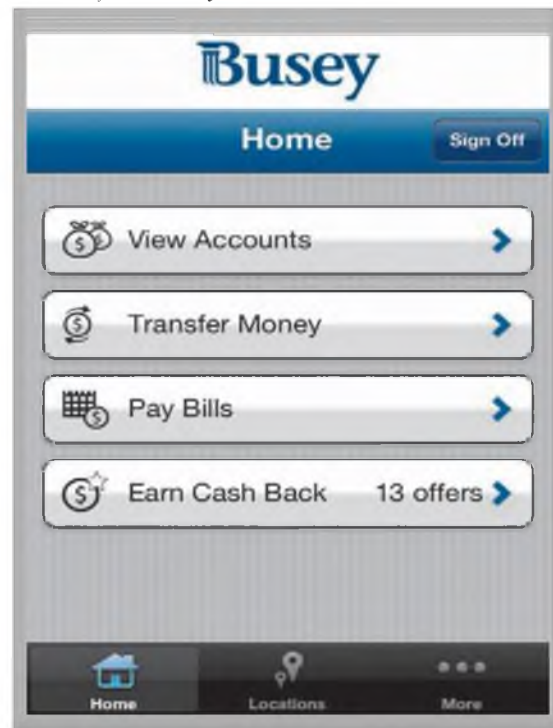 Busey
Home
Sign Off
View Accounts
Transfer Money
Pay Bills
Earn Cash Back 13 offers
Home Locations More